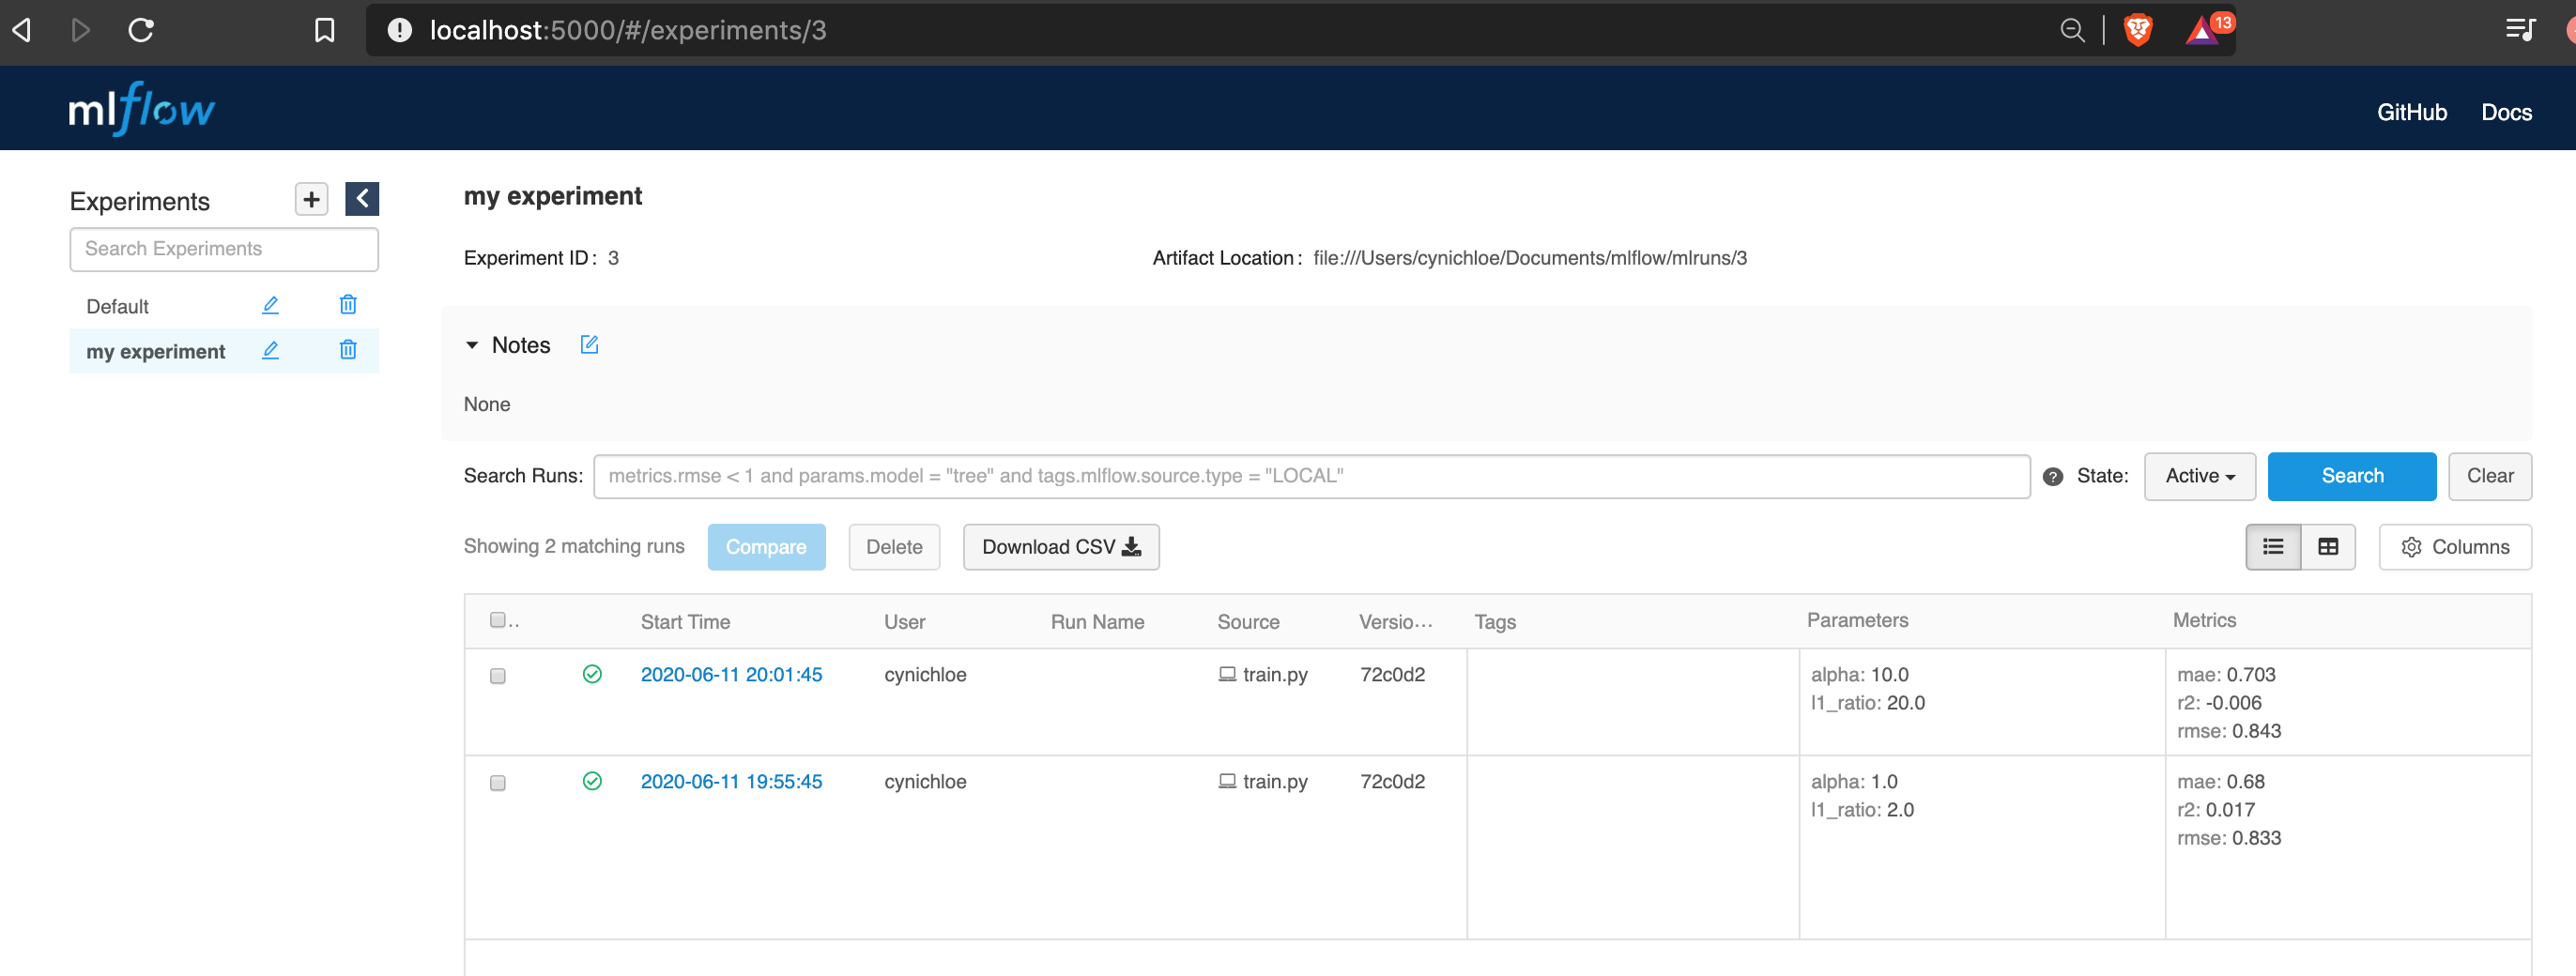 localhost:5000/#/experiments/3
13
mlflow
GitHub Docs
Experiments
Search Experiments
Default
my experiment
my experiment
Experiment ID: 3
Artifact Location: file:///Users/cynichloe/Documents/mlflow/mlruns/3
Notes
None
Search Runs: metrics.rmse < 1 and params.model = "tree" and tags.mlflow.source.type = "LOCAL" ? State: Active Search Clear
Showing 2 matching runs Compare Delete Download CSV Columns
.. Start Time User Run Name Source Versio... Tags Parameters Metrics
2020-06-11 20:01:45 cynichloe train.py 72c0d2 alpha: 10.0 mae: 0.703
l1_ratio: 20.0 r2: -0.006
rmse: 0.843
2020-06-11 19:55:45 cynichloe train.py 72c0d2 alpha: 1.0 mae: 0.68
l1_ratio: 2.0 r2: 0.017
rmse: 0.833